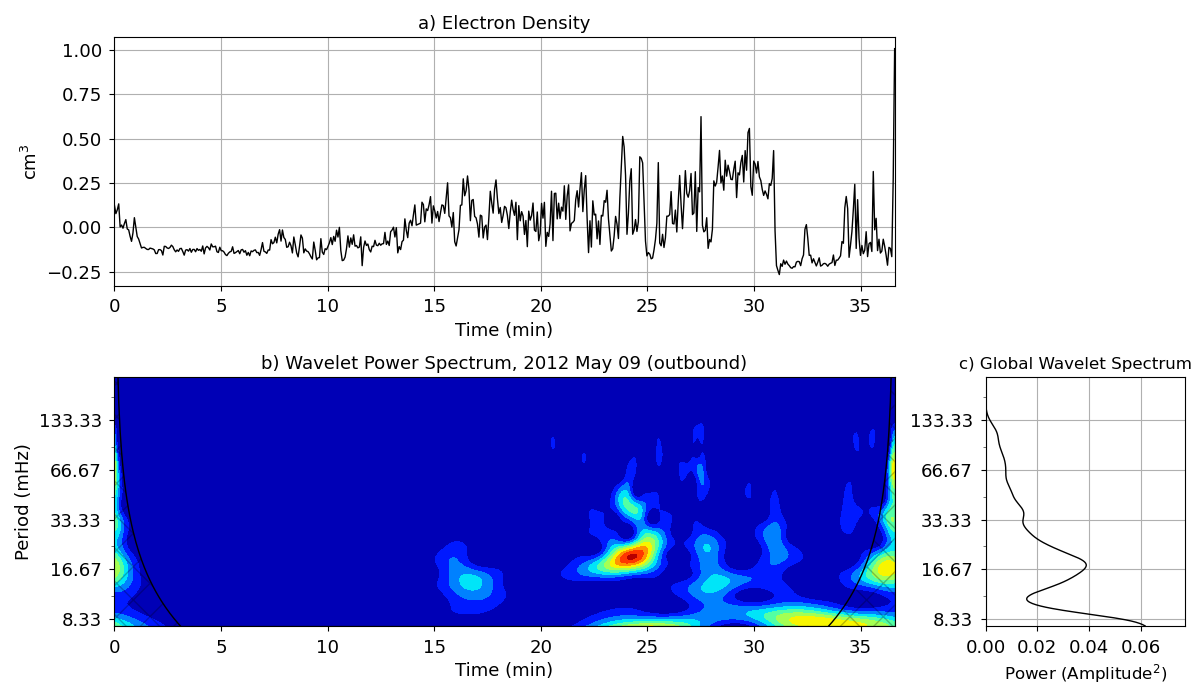 a) Electron Density
1.00
0.75
0.50
0.25
0.00
−0.25
cm³
0 5 10 15 20 25 30 35
Time (min)
b) Wavelet Power Spectrum, 2012 May 09 (outbound)
133.33
66.67
33.33
16.67
8.33
Period (mHz)
0 5 10 15 20 25 30 35
Time (min)
c) Global Wavelet Spectrum
133.33
66.67
33.33
16.67
8.33
0.00 0.02 0.04 0.06
Power (Amplitude²)